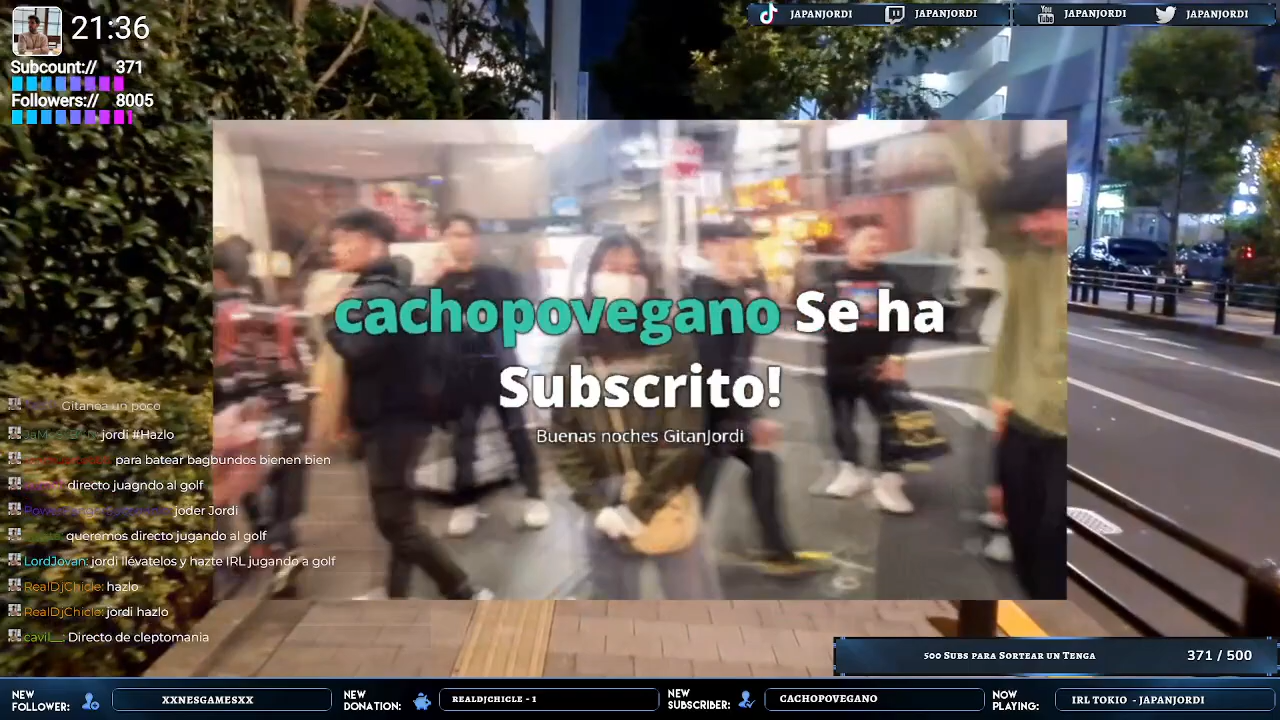 21:36
Subcount// 371
Followers// 8005
JAPANJORDI
JAPANJORDI
JAPANJORDI
JAPANJORDI
cachopovegano Se ha
Subscrito!
Buenas noches GitanJordi
Gitanea un poco
jordi #Hazlo
para batear bagbundos bienen bien
directo juagndo al golf
joder Jordi
queremos directo jugando al golf
LordJovan: jordi llévatelos y hazte IRL jugando a golf
RealDjChicle: hazlo
RealDjChicle: jordi hazlo
cavil__: Directo de cleptomania
500 Subs para Sortear un Tenga 371 / 500
NEW FOLLOWER: XXNESGAMESXX
NEW DONATION: REALDJCHICLE - 1
NEW SUBSCRIBER: CACHOPOVEGANO
NOW PLAYING: IRL TOKIO - JAPANJORDI